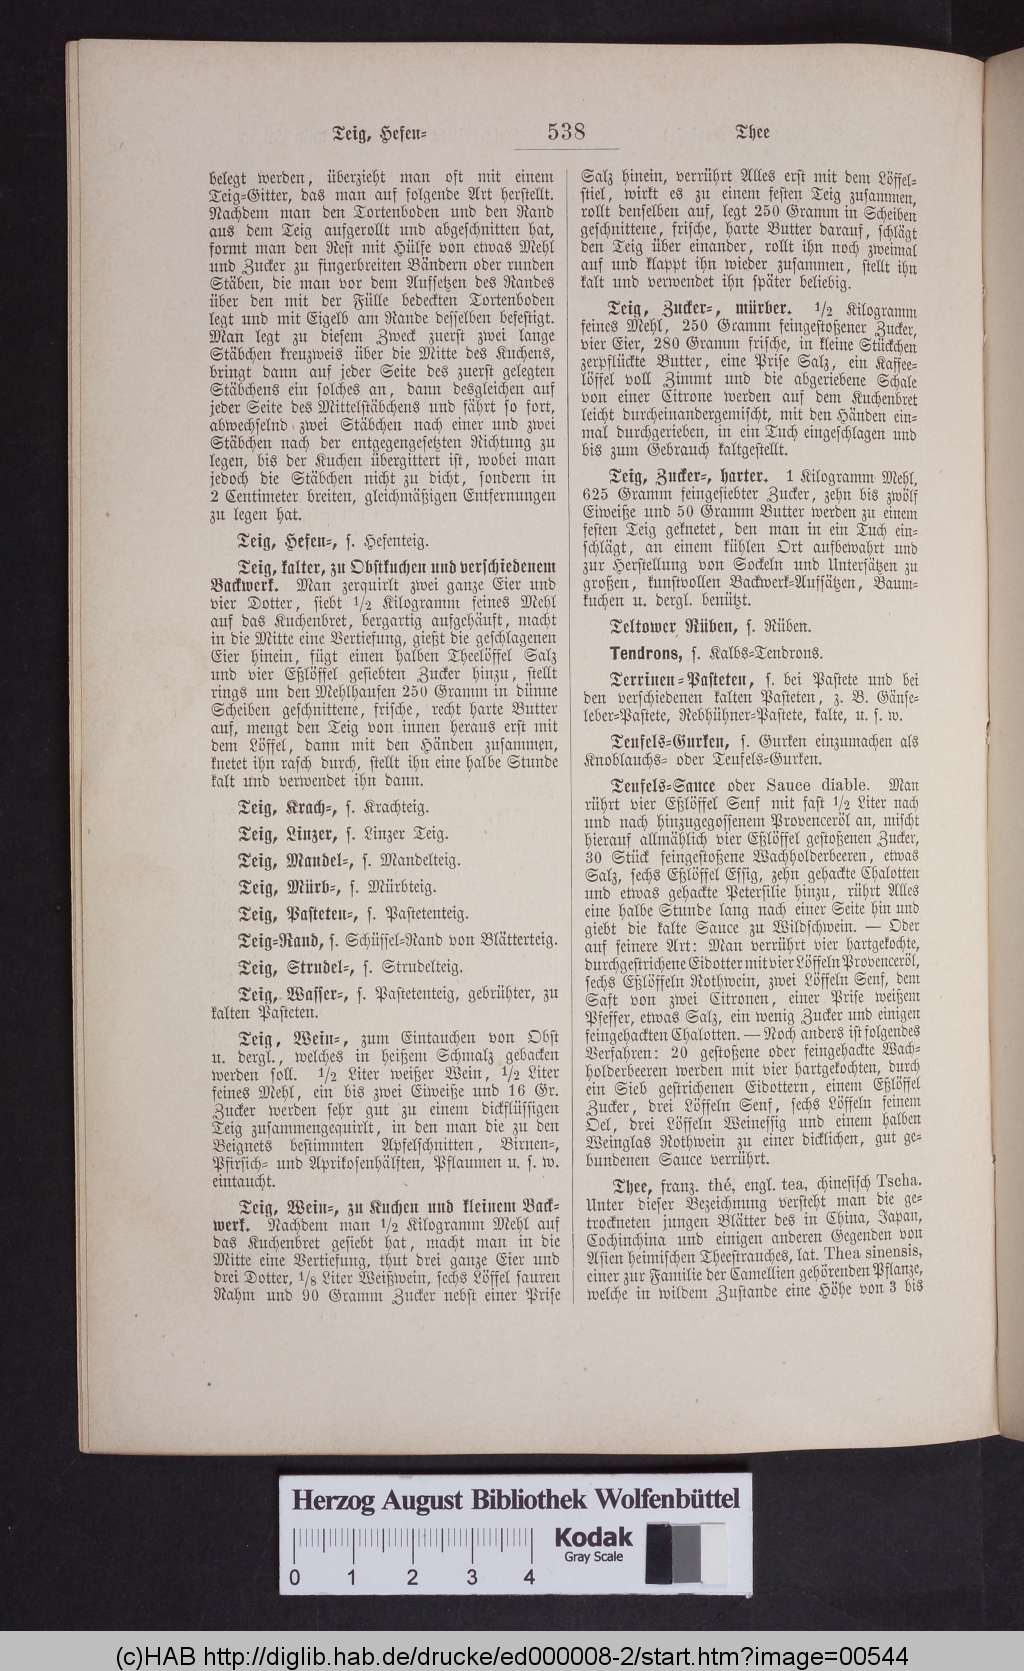 Teig, Hefen-
538
Thee
belegt werden, überzieht man oft mit einem
Teig-Gitter, das man auf folgende Art herstellt.
Nachdem man den Tortenboden und den Rand
aus dem Teig aufgerollt und abgeschnitten hat,
formt man den Rest mit Hülfe von etwas Mehl
und Zucker zu fingerbreiten Bändern oder runden
Stäben, die man vor dem Aufsetzen des Randes
über den mit der Fülle bedeckten Tortenboden
legt und mit Eigelb am Rande desselben befestigt.
Man legt zu diesem Zweck zuerst zwei lange
Stäbchen kreuzweis über die Mitte des Kuchens,
bringt dann auf jeder Seite des zuerst gelegten
Stäbchens ein solches an, dann desgleichen auf
jeder Seite des Mittelstäbchens und fährt so fort,
abwechselnd zwei Stäbchen nach einer und zwei
Stäbchen nach der entgegengesetzten Richtung zu
legen, bis der Kuchen übergittert ist, wobei man
jedoch die Stäbchen nicht zu dicht, sondern in
2 Centimeter breiten, gleichmäßigen Entfernungen
zu legen hat.
Teig, Hefen-, s. Hefenteig.
Teig, kalter, zu Obstkuchen und verschiedenem
Backwerk. Man zerquirlt zwei ganze Eier und
vier Dotter, siebt 1/2 Kilogramm feines Mehl
auf das Kuchenbret, bergartig aufgehäuft, macht
in die Mitte eine Vertiefung, gießt die geschlagenen
Eier hinein, fügt einen halben Theelöffel Salz
und vier Eßlöffel gesiebten Zucker hinzu, stellt
rings um den Mehlhaufen 250 Gramm in dünne
Scheiben geschnittene, frische, recht harte Butter
auf, mengt den Teig von innen heraus erst mit
dem Löffel, dann mit den Händen zusammen,
knetet ihn rasch durch, stellt ihn eine halbe Stunde
kalt und verwendet ihn dann.
Teig, Krach-, s. Krachteig.
Teig, Linzer, s. Linzer Teig.
Teig, Mandel-, s. Mandelteig.
Teig, Mürb-, s. Mürbteig.
Teig, Pasteten-, s. Pastetenteig.
Teig-Rand, s. Schüssel-Rand von Blätterteig.
Teig, Strudel-, s. Strudelteig.
Teig, Wasser-, s. Pastetenteig, gebrühter, zu
kalten Pasteten.
Teig, Wein-, zum Eintauchen von Obst
u. dergl., welches in heißem Schmalz gebacken
werden soll. 1/2 Liter weißer Wein, 1/2 Liter
feines Mehl, ein bis zwei Eiweiße und 16 Gr.
Zucker werden sehr gut zu einem dickflüssigen
Teig zusammengequirlt, in den man die zu den
Beignets bestimmten Apfelschnitten, Birnen-,
Pfirsich- und Aprikosenhälften, Pflaumen u. s. w.
eintaucht.
Teig, Wein-, zu Kuchen und kleinem Back-
werk. Nachdem man 1/2 Kilogramm Mehl auf
das Kuchenbret gesiebt hat, macht man in die
Mitte eine Vertiefung, thut drei ganze Eier und
drei Dotter, 1/8 Liter Weißwein, sechs Löffel sauren
Rahm und 90 Gramm Zucker nebst einer Prise
Salz hinein, verrührt Alles erst mit dem Löffel-
stiel, wirkt es zu einem festen Teig zusammen,
rollt denselben auf, legt 250 Gramm in Scheiben
geschnittene, frische, harte Butter darauf, schlägt
den Teig über einander, rollt ihn noch zweimal
auf und klappt ihn wieder zusammen, stellt ihn
kalt und verwendet ihn später beliebig.
Teig, Zucker-, mürber. 1/2 Kilogramm
feines Mehl, 250 Gramm feingestoßener Zucker,
vier Eier, 280 Gramm frische, in kleine Stückchen
zerpflückte Butter, eine Prise Salz, ein Kaffee-
löffel voll Zimmt und die abgeriebene Schale
von einer Citrone werden auf dem Kuchenbret
leicht durcheinandergemischt, mit den Händen ein-
mal durchgerieben, in ein Tuch eingeschlagen und
bis zum Gebrauch kaltgestellt.
Teig, Zucker-, harter. 1 Kilogramm Mehl,
625 Gramm feingesiebter Zucker, zehn bis zwölf
Eiweiße und 50 Gramm Butter werden zu einem
festen Teig geknetet, den man in ein Tuch ein-
schlägt, an einem kühlen Ort aufbewahrt und
zur Herstellung von Sockeln und Untersätzen zu
großen, kunstvollen Backwerk-Aufsätzen, Baum-
kuchen u. dergl. benützt.
Teltower Rüben, s. Rüben.
Tendrons, s. Kalbs-Tendrons.
Terrinen-Pasteten, s. bei Pastete und bei
den verschiedenen kalten Pasteten, z. B. Gänse-
leber-Pastete, Rebhühner-Pastete, kalte, u. s. w.
Teufels-Gurken, s. Gurken einzumachen als
Knoblauchs- oder Teufels-Gurken.
Teufels-Sauce oder Sauce diable. Man
rührt vier Eßlöffel Senf mit fast 1/2 Liter nach
und nach hinzugegossenem Provenceröl an, mischt
hierauf allmählich vier Eßlöffel gestoßenen Zucker,
30 Stück feingestoßene Wachholderbeeren, etwas
Salz, sechs Eßlöffel Essig, zehn gehackte Chalotten
und etwas gehackte Petersilie hinzu, rührt Alles
eine halbe Stunde lang nach einer Seite hin und
giebt die kalte Sauce zu Wildschwein. — Oder
auf feinere Art: Man verrührt vier hartgekochte,
durchgestrichene Eidotter mit vier Löffeln Provenceröl,
sechs Eßlöffeln Rothwein, zwei Löffeln Senf, dem
Saft von zwei Citronen, einer Prise weißem
Pfeffer, etwas Salz, ein wenig Zucker und einigen
feingehackten Chalotten. — Noch anders ist folgendes
Verfahren: 20 gestoßene oder feingehackte Wach-
holderbeeren werden mit vier hartgekochten, durch
ein Sieb gestrichenen Eidottern, einem Eßlöffel
Zucker, drei Löffeln Senf, sechs Löffeln feinem
Oel, drei Löffeln Weinessig und einem halben
Weinglas Rothwein zu einer dicklichen, gut ge-
bundenen Sauce verrührt.
Thee, franz. thé, engl. tea, chinesisch Tscha.
Unter dieser Bezeichnung versteht man die ge-
trockneten jungen Blätter des in China, Japan,
Cochinchina und einigen anderen Gegenden von
Asien heimischen Theestrauches, lat. Thea sinensis,
einer zur Familie der Camellien gehörenden Pflanze,
welche in wildem Zustande eine Höhe von 3 bis
Herzog August Bibliothek Wolfenbüttel
Kodak
Gray Scale
0 1 2 3 4
(c)HAB http://diglib.hab.de/drucke/ed000008-2/start.htm?image=00544